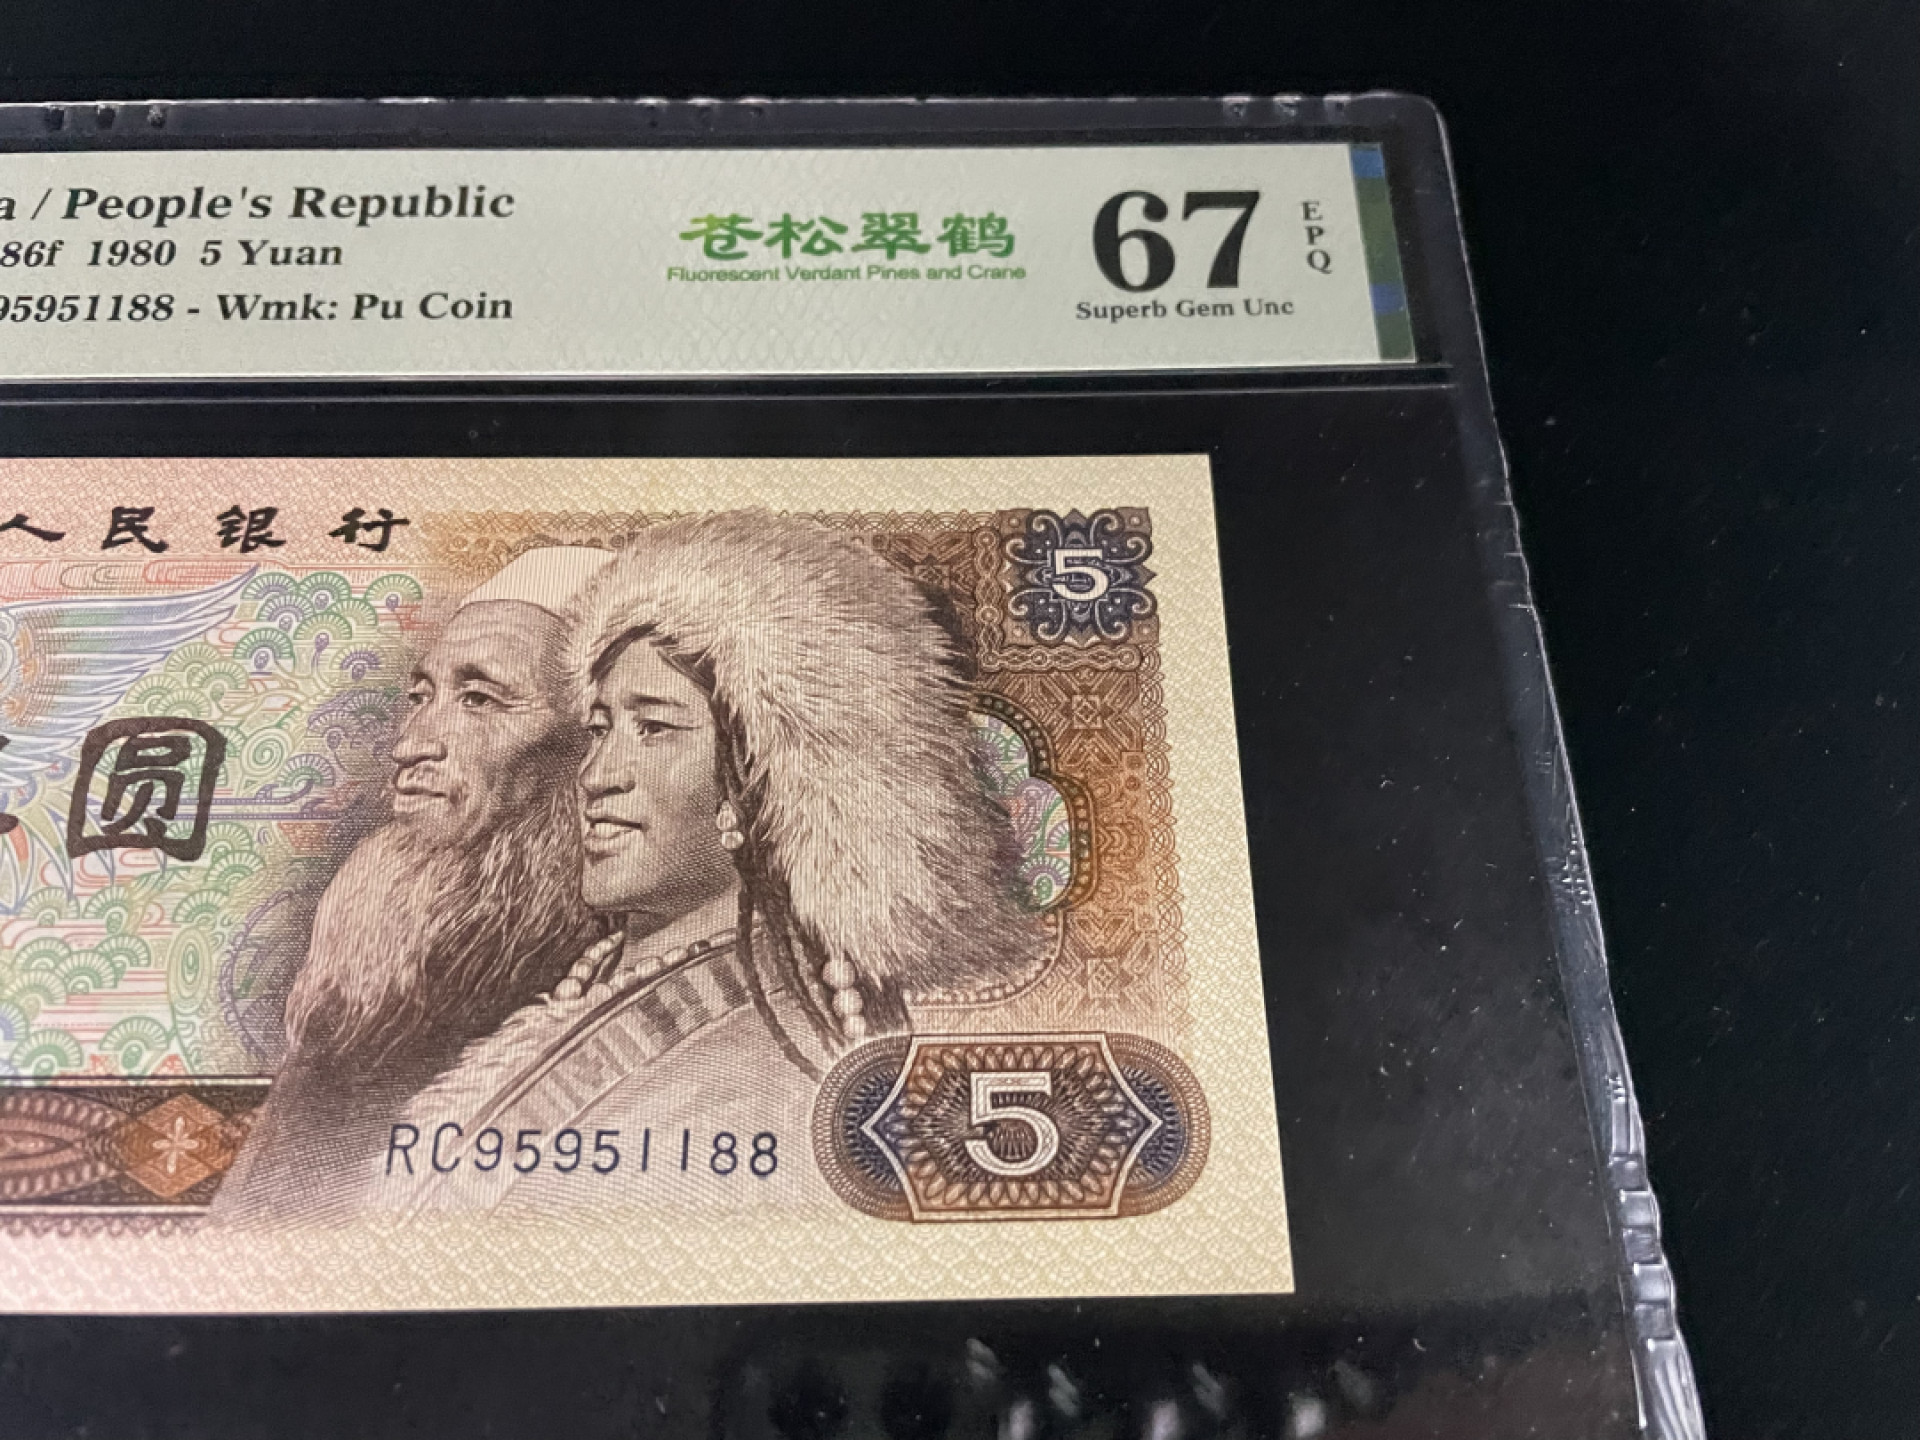 a / People's Republic
86f 1980 5 Yuan
95951188 - Wmk: Pu Coin
苍松翠鹤
Fluorescent Verdant Pines and Crane
67
EPQ
Superb Gem Unc
人民银行
5
圆
RC95951188
5